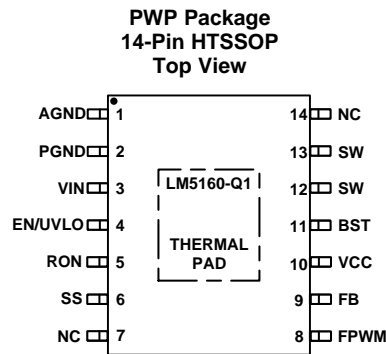 PWP Package
14-Pin HTSSOP
Top View
AGND 1 14 NC
PGND 2 13 SW
VIN 3 LM5160-Q1 12 SW
EN/UVLO 4 11 BST
RON 5 THERMAL PAD 10 VCC
SS 6 9 FB
NC 7 8 FPWM